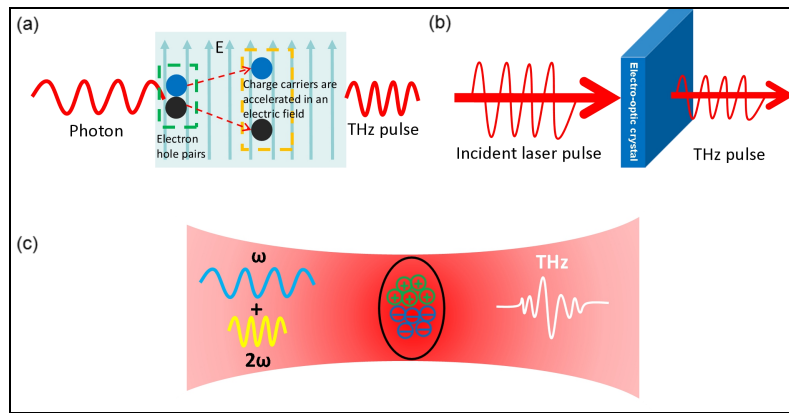 (a)
E
Charge carriers are
accelerated in an
electric field
Photon
Electron
hole pairs
THz pulse
(b)
Incident laser pulse
Electro-optic crystal
THz pulse
(c)
ω
+
2ω
THz